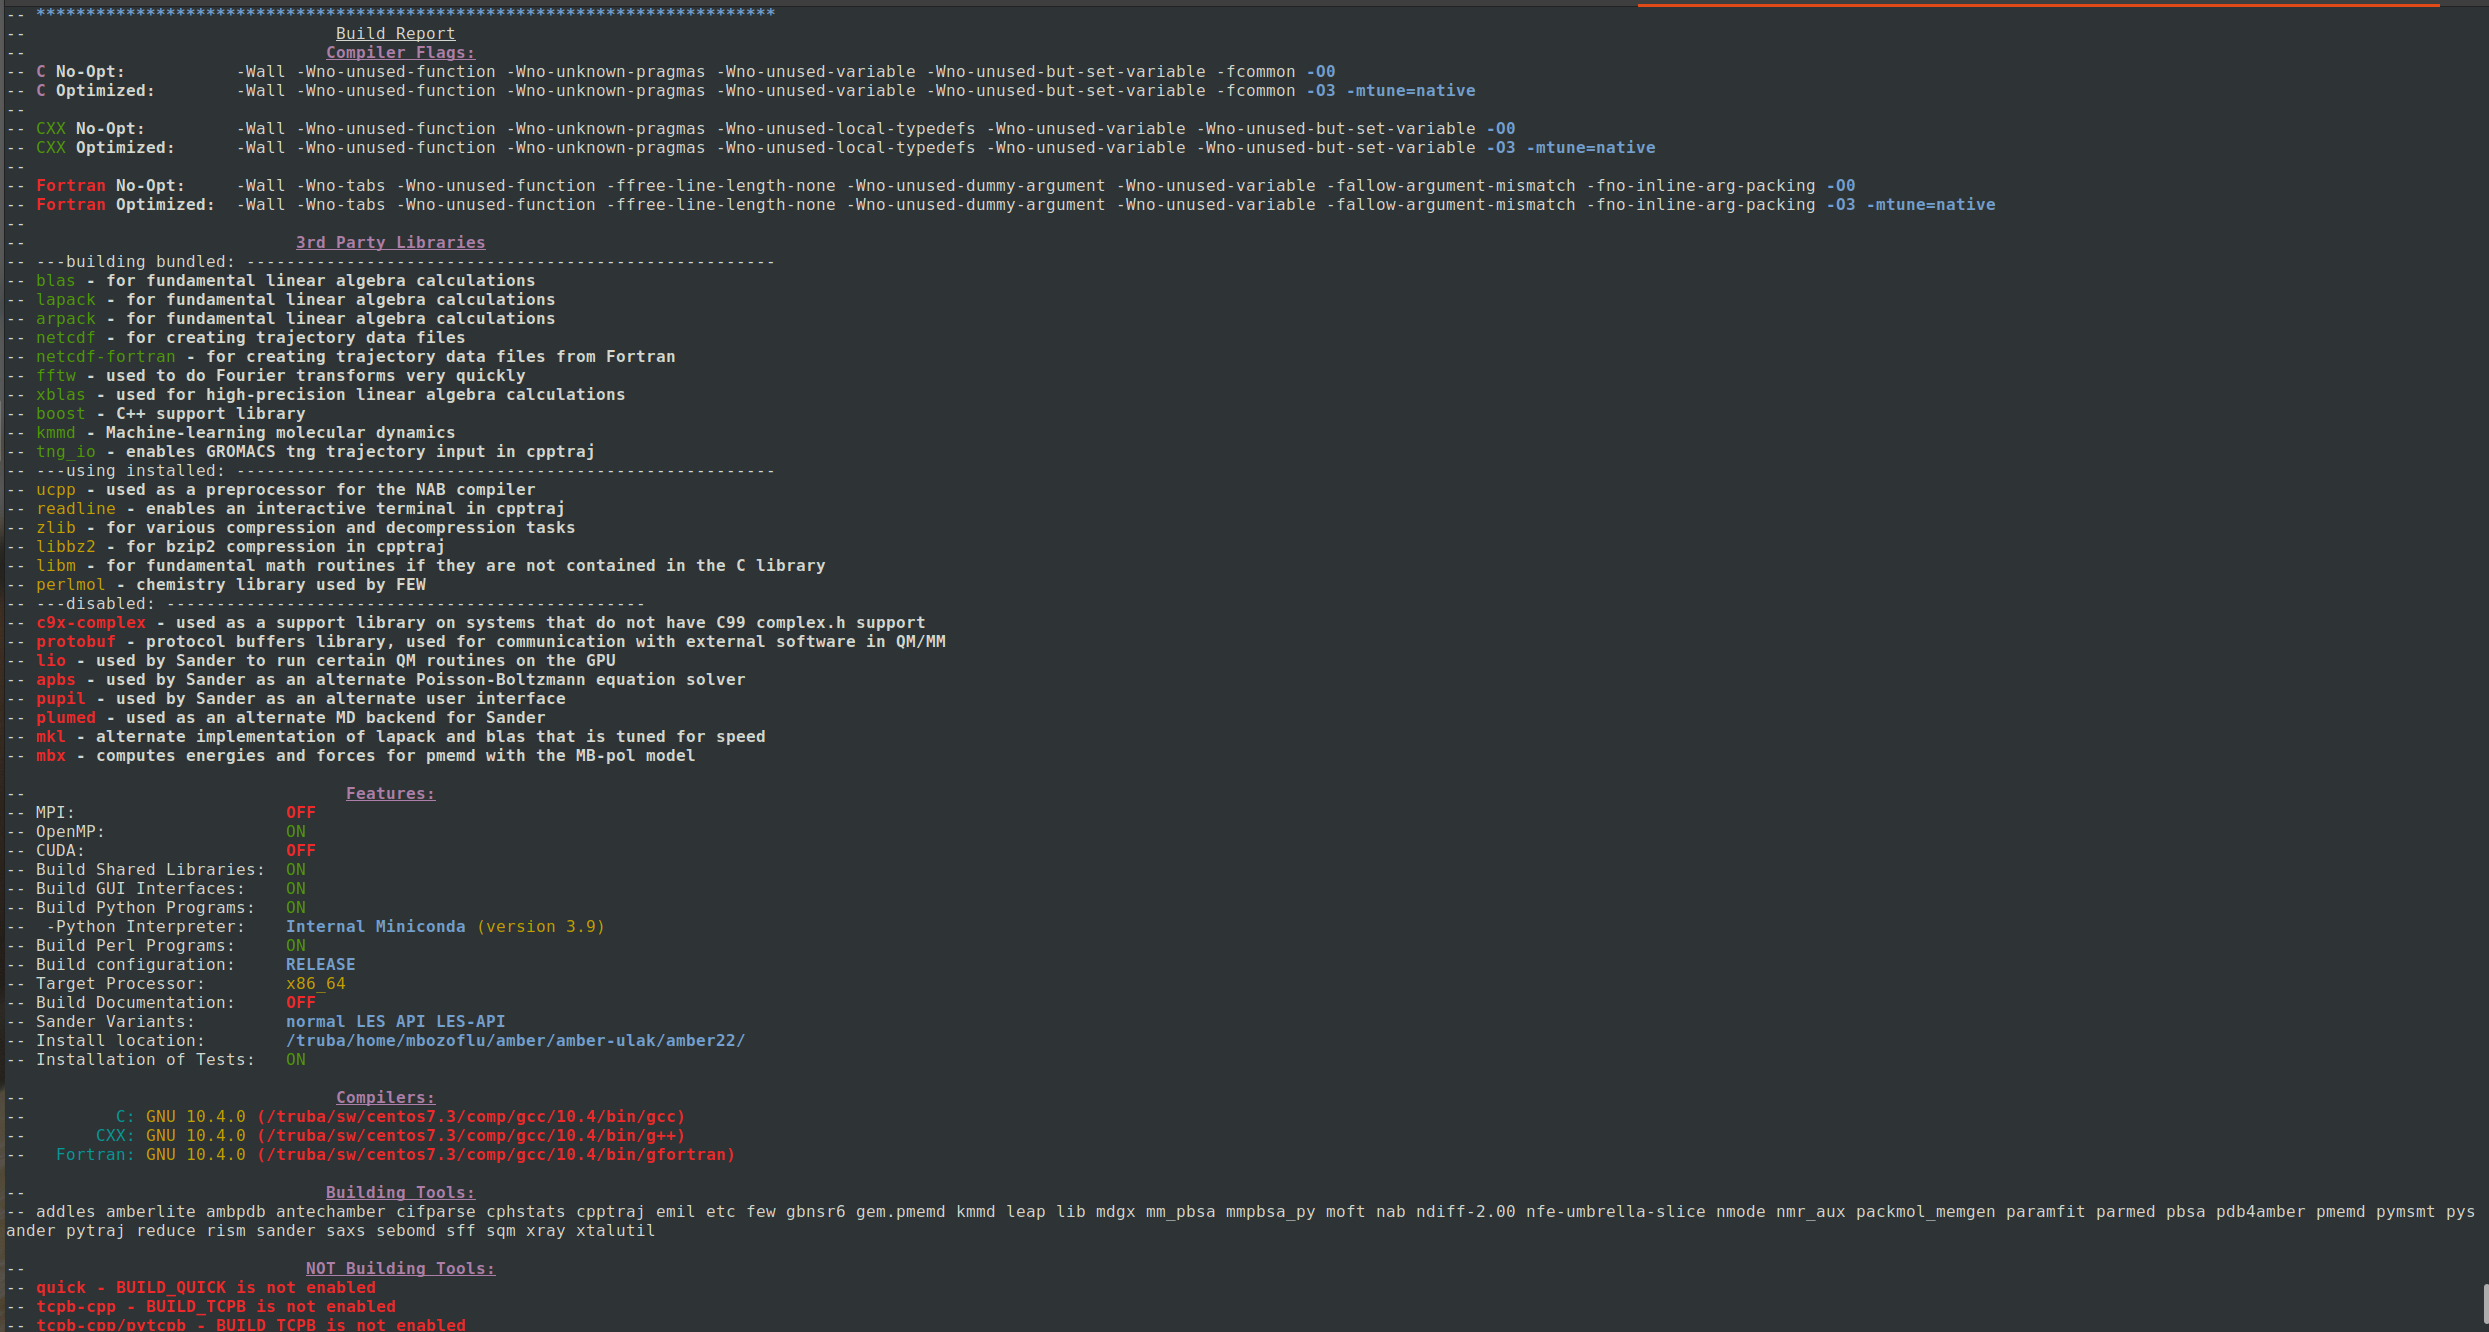 -- **************************************************************************
-- Build Report
-- Compiler Flags:
-- C No-Opt: -Wall -Wno-unused-function -Wno-unknown-pragmas -Wno-unused-variable -Wno-unused-but-set-variable -fcommon -O0
-- C Optimized: -Wall -Wno-unused-function -Wno-unknown-pragmas -Wno-unused-variable -Wno-unused-but-set-variable -fcommon -O3 -mtune=native
--
-- CXX No-Opt: -Wall -Wno-unused-function -Wno-unknown-pragmas -Wno-unused-local-typedefs -Wno-unused-variable -Wno-unused-but-set-variable -O0
-- CXX Optimized: -Wall -Wno-unused-function -Wno-unknown-pragmas -Wno-unused-local-typedefs -Wno-unused-variable -Wno-unused-but-set-variable -O3 -mtune=native
--
-- Fortran No-Opt: -Wall -Wno-tabs -Wno-unused-function -ffree-line-length-none -Wno-unused-dummy-argument -Wno-unused-variable -fallow-argument-mismatch -fno-inline-arg-packing -O0
-- Fortran Optimized: -Wall -Wno-tabs -Wno-unused-function -ffree-line-length-none -Wno-unused-dummy-argument -Wno-unused-variable -fallow-argument-mismatch -fno-inline-arg-packing -O3 -mtune=native
--
-- 3rd Party Libraries
-- ---building bundled: -----------------------------------------------------
-- blas - for fundamental linear algebra calculations
-- lapack - for fundamental linear algebra calculations
-- arpack - for fundamental linear algebra calculations
-- netcdf - for creating trajectory data files
-- netcdf-fortran - for creating trajectory data files from Fortran
-- fftw - used to do Fourier transforms very quickly
-- xblas - used for high-precision linear algebra calculations
-- boost - C++ support library
-- kmmd - Machine-learning molecular dynamics
-- tng_io - enables GROMACS tng trajectory input in cpptraj
-- ---using installed: ------------------------------------------------------
-- ucpp - used as a preprocessor for the NAB compiler
-- readline - enables an interactive terminal in cpptraj
-- zlib - for various compression and decompression tasks
-- libbz2 - for bzip2 compression in cpptraj
-- libm - for fundamental math routines if they are not contained in the C library
-- perlmol - chemistry library used by FEW
-- ---disabled: ------------------------------------------------
-- c9x-complex - used as a support library on systems that do not have C99 complex.h support
-- protobuf - protocol buffers library, used for communication with external software in QM/MM
-- lio - used by Sander to run certain QM routines on the GPU
-- apbs - used by Sander as an alternate Poisson-Boltzmann equation solver
-- pupil - used by Sander as an alternate user interface
-- plumed - used as an alternate MD backend for Sander
-- mkl - alternate implementation of lapack and blas that is tuned for speed
-- mbx - computes energies and forces for pmemd with the MB-pol model
-- Features:
-- MPI: OFF
-- OpenMP: ON
-- CUDA: OFF
-- Build Shared Libraries: ON
-- Build GUI Interfaces: ON
-- Build Python Programs: ON
-- -Python Interpreter: Internal Miniconda (version 3.9)
-- Build Perl Programs: ON
-- Build configuration: RELEASE
-- Target Processor: x86_64
-- Build Documentation: OFF
-- Sander Variants: normal LES API LES-API
-- Install location: /truba/home/mbozoflu/amber/amber-ulak/amber22/
-- Installation of Tests: ON
-- Compilers:
-- C: GNU 10.4.0 (/truba/sw/centos7.3/comp/gcc/10.4/bin/gcc)
-- CXX: GNU 10.4.0 (/truba/sw/centos7.3/comp/gcc/10.4/bin/g++)
-- Fortran: GNU 10.4.0 (/truba/sw/centos7.3/comp/gcc/10.4/bin/gfortran)
-- Building Tools:
-- addles amberlite ambpdb antechamber cifparse cphstats cpptraj emil etc few gbnsr6 gem.pmemd kmmd leap lib mdgx mm_pbsa mmpbsa_py moft nab ndiff-2.00 nfe-umbrella-slice nmode nmr_aux packmol_memgen paramfit parmed pbsa pdb4amber pmemd pymsmt pys
ander pytraj reduce rism sander saxs sebomd sff sqm xray xtalutil
-- NOT Building Tools:
-- quick - BUILD_QUICK is not enabled
-- tcpb-cpp - BUILD_TCPB is not enabled
-- tcpb-cpp/pytcpb - BUILD_TCPB is not enabled